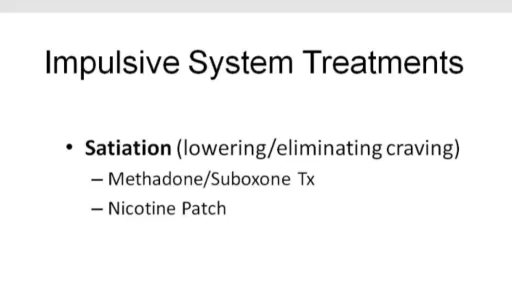 Impulsive System Treatments
• Satiation (lowering/eliminating craving)
– Methadone/Suboxone Tx
– Nicotine Patch